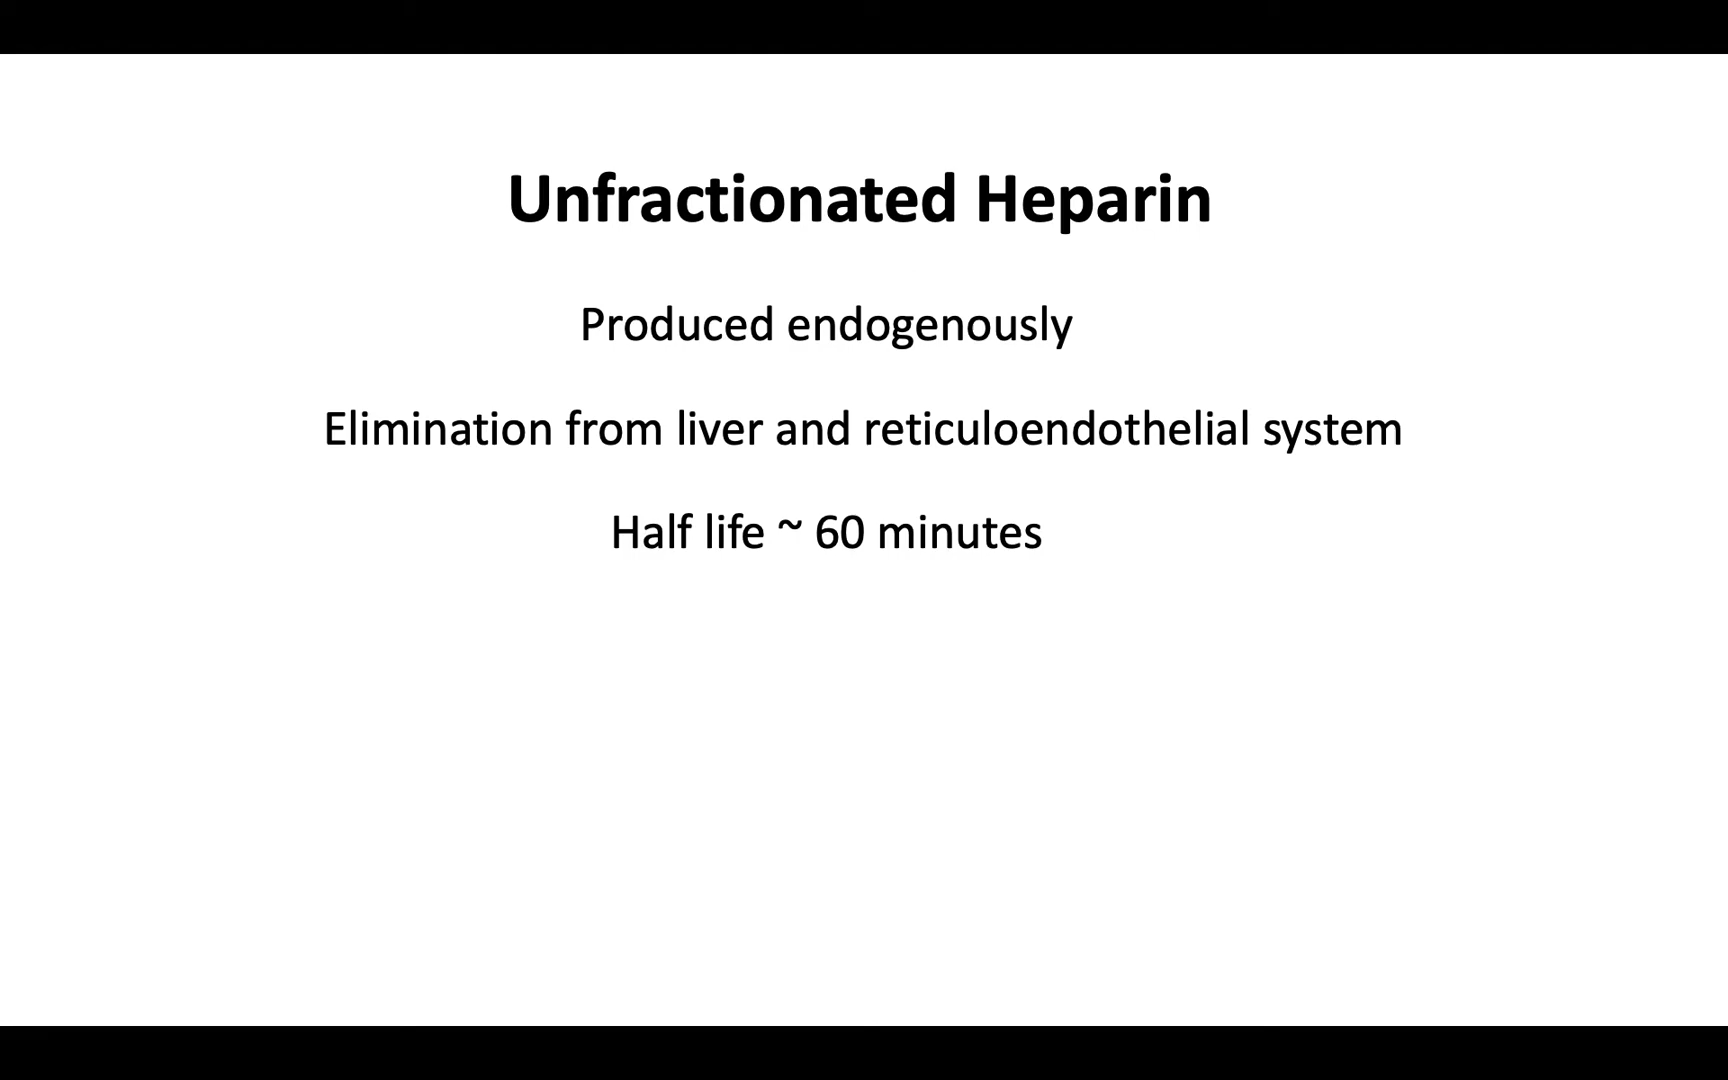 Unfractionated Heparin
Produced endogenously
Elimination from liver and reticuloendothelial system
Half life ~ 60 minutes